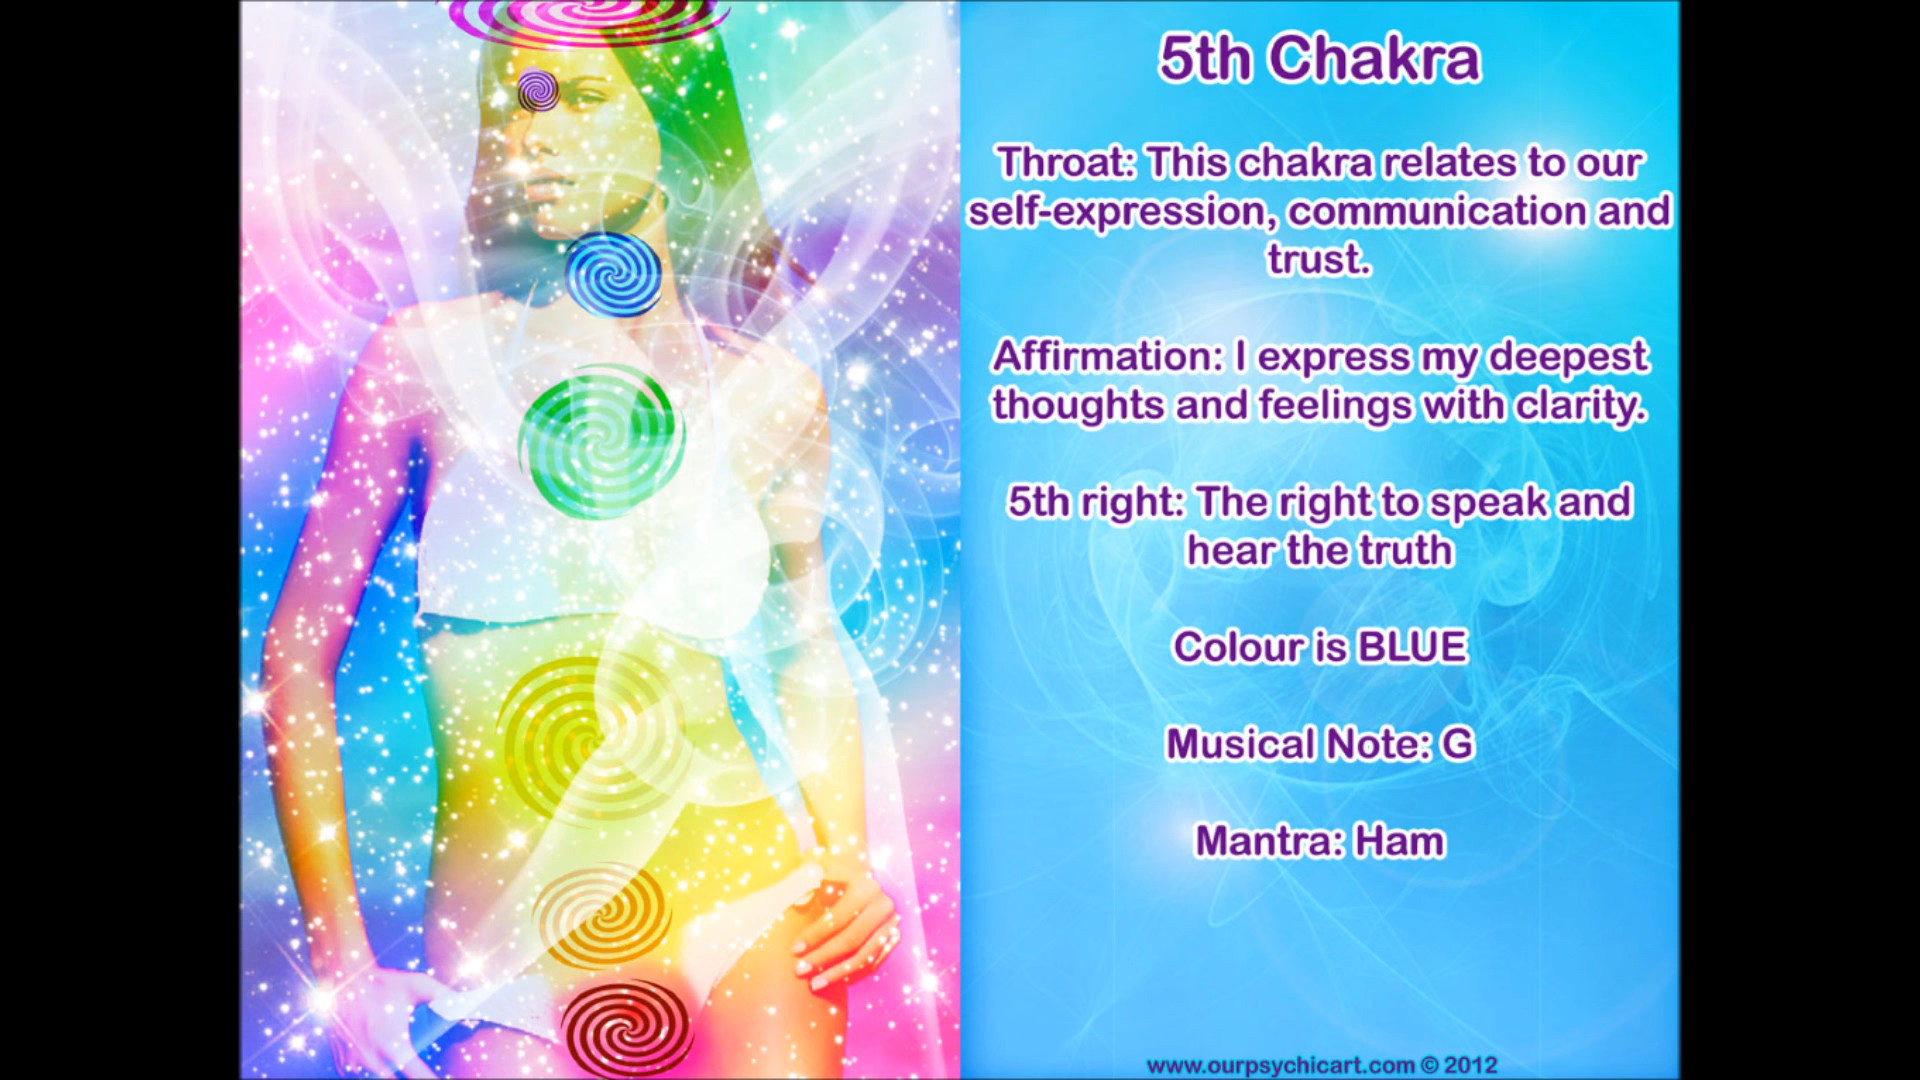 5th Chakra
Throat: This chakra relates to our
self-expression, communication and
trust.
Affirmation: I express my deepest
thoughts and feelings with clarity.
5th right: The right to speak and
hear the truth
Colour is BLUE
Musical Note: G
Mantra: Ham
www.ourpsychicart.com © 2012